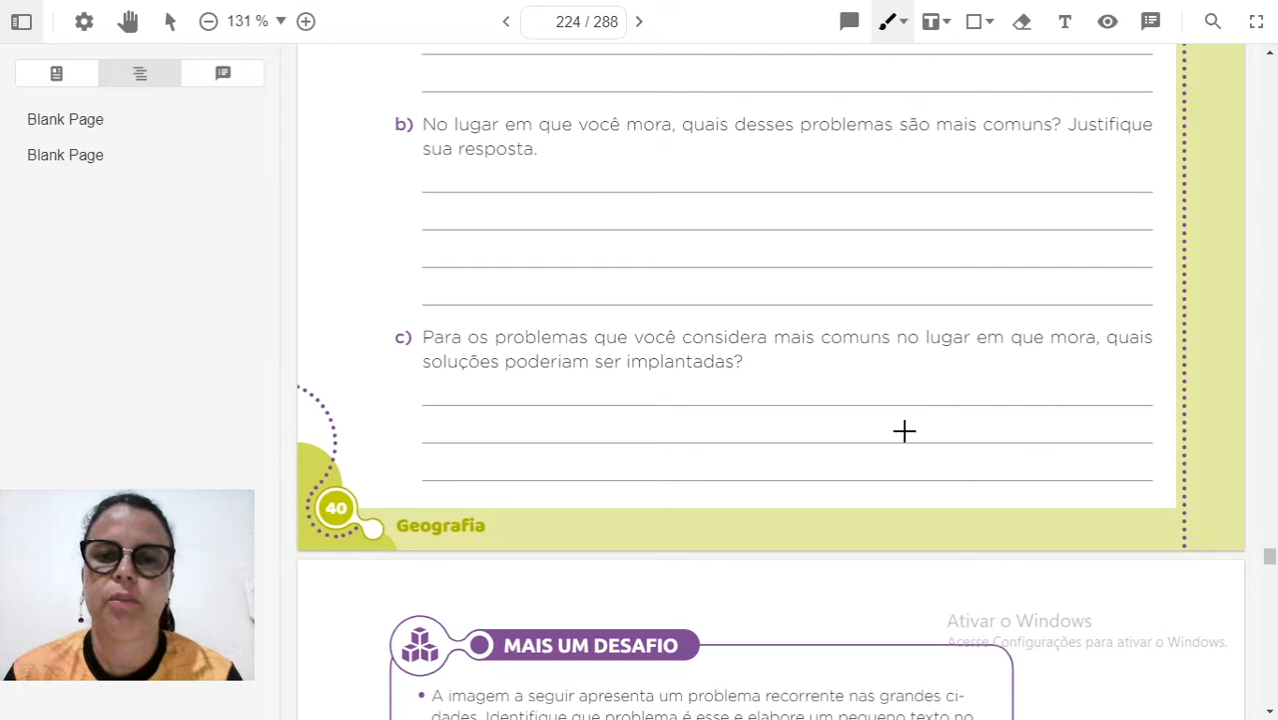 131 %
224 / 288
Blank Page
Blank Page
b) No lugar em que você mora, quais desses problemas são mais comuns? Justifique
sua resposta.
c) Para os problemas que você considera mais comuns no lugar em que mora, quais
soluções poderiam ser implantadas?
40
Geografia
Ativar o Windows
Acesse Configurações para ativar o Windows.
MAIS UM DESAFIO
• A imagem a seguir apresenta um problema recorrente nas grandes ci-
dades. Identifique que problema é esse e elabore um pequeno texto no